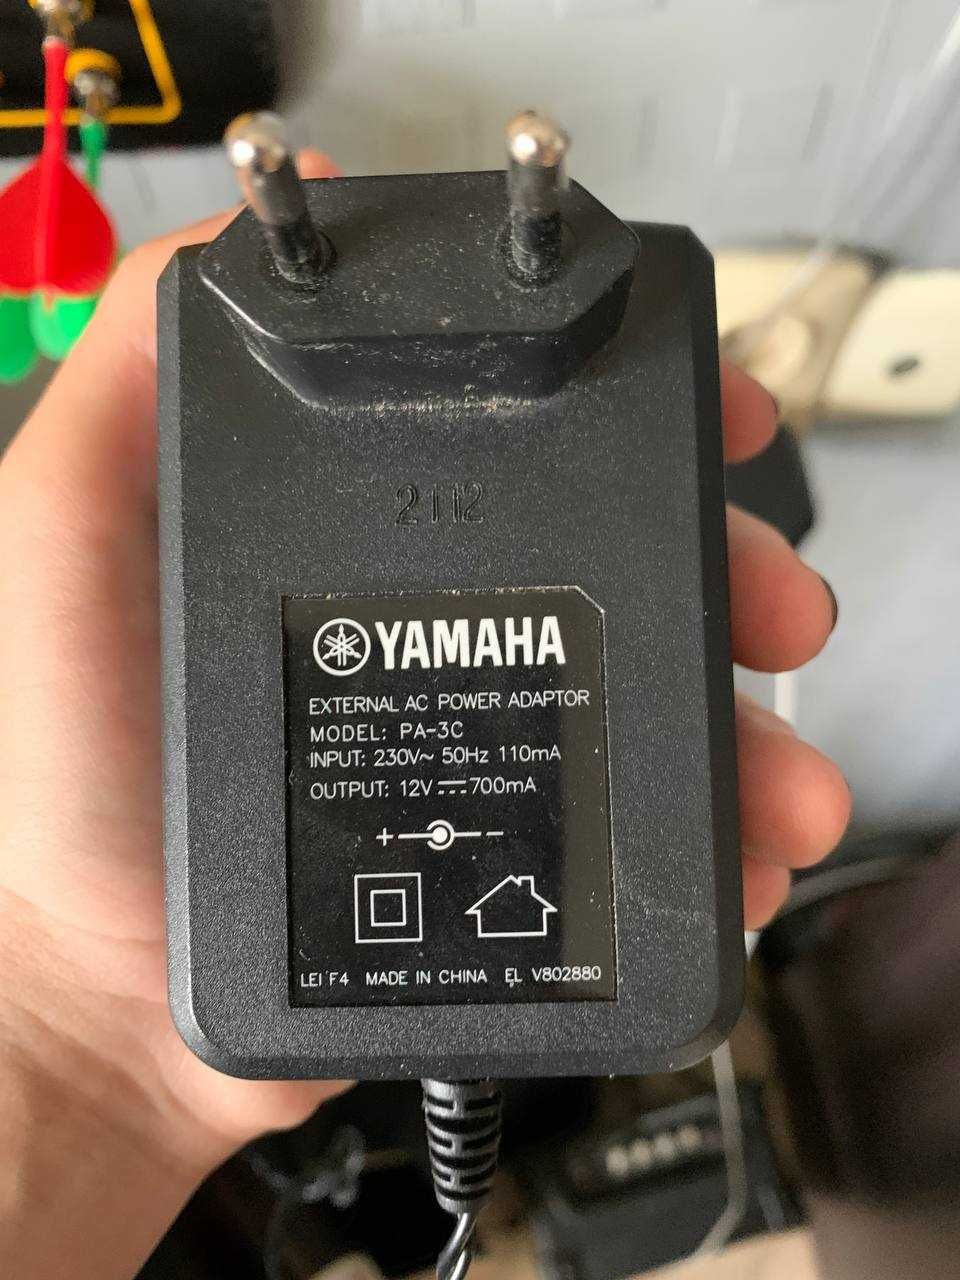 2112
YAMAHA
EXTERNAL AC POWER ADAPTOR
MODEL: PA-3C
INPUT: 230V~ 50Hz 110mA
OUTPUT: 12V⎓700mA
+ −
LEI F4 MADE IN CHINA EL V802880